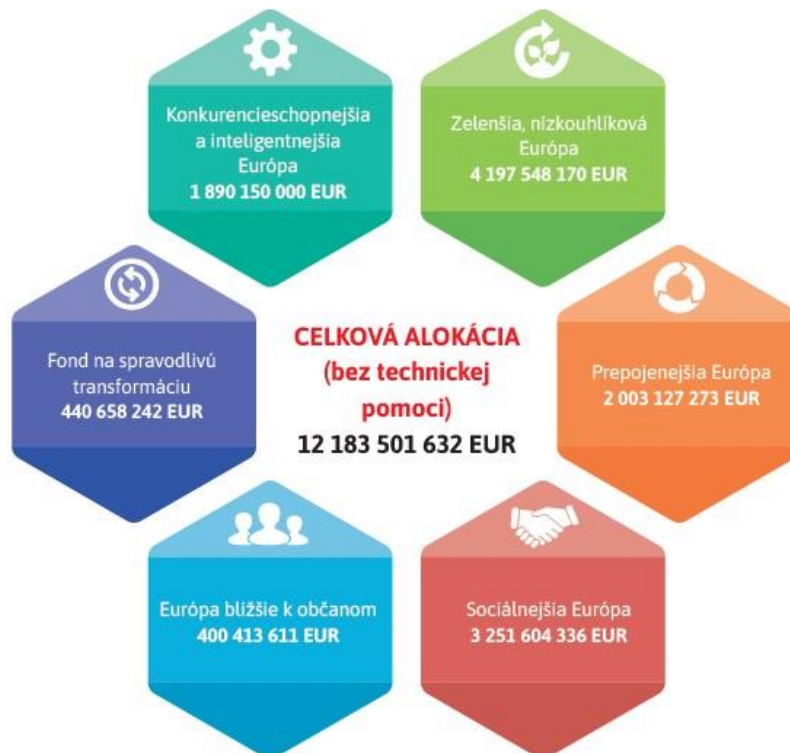 Konkurencieschopnejšia
a inteligentnejšia
Európa
1 890 150 000 EUR
Zelenšia, nízkouhlíková
Európa
4 197 548 170 EUR
Fond na spravodlivú
transformáciu
440 658 242 EUR
CELKOVÁ ALOKÁCIA
(bez technickej
pomoci)
12 183 501 632 EUR
Prepojenejšia Európa
2 003 127 273 EUR
Európa bližšie k občanom
400 413 611 EUR
Sociálnejšia Európa
3 251 604 336 EUR